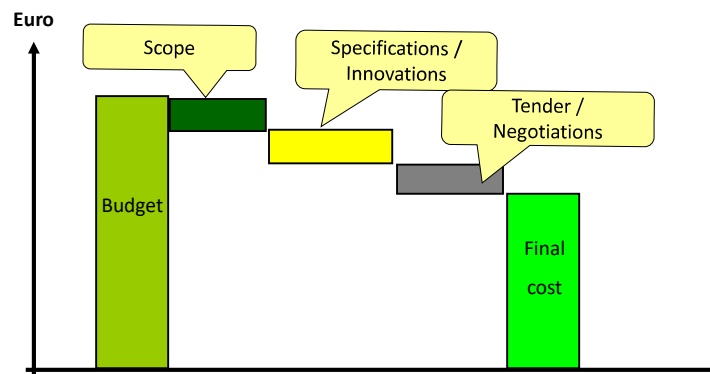 Euro
Scope
Specifications /
Innovations
Tender /
Negotiations
Budget
Final
cost